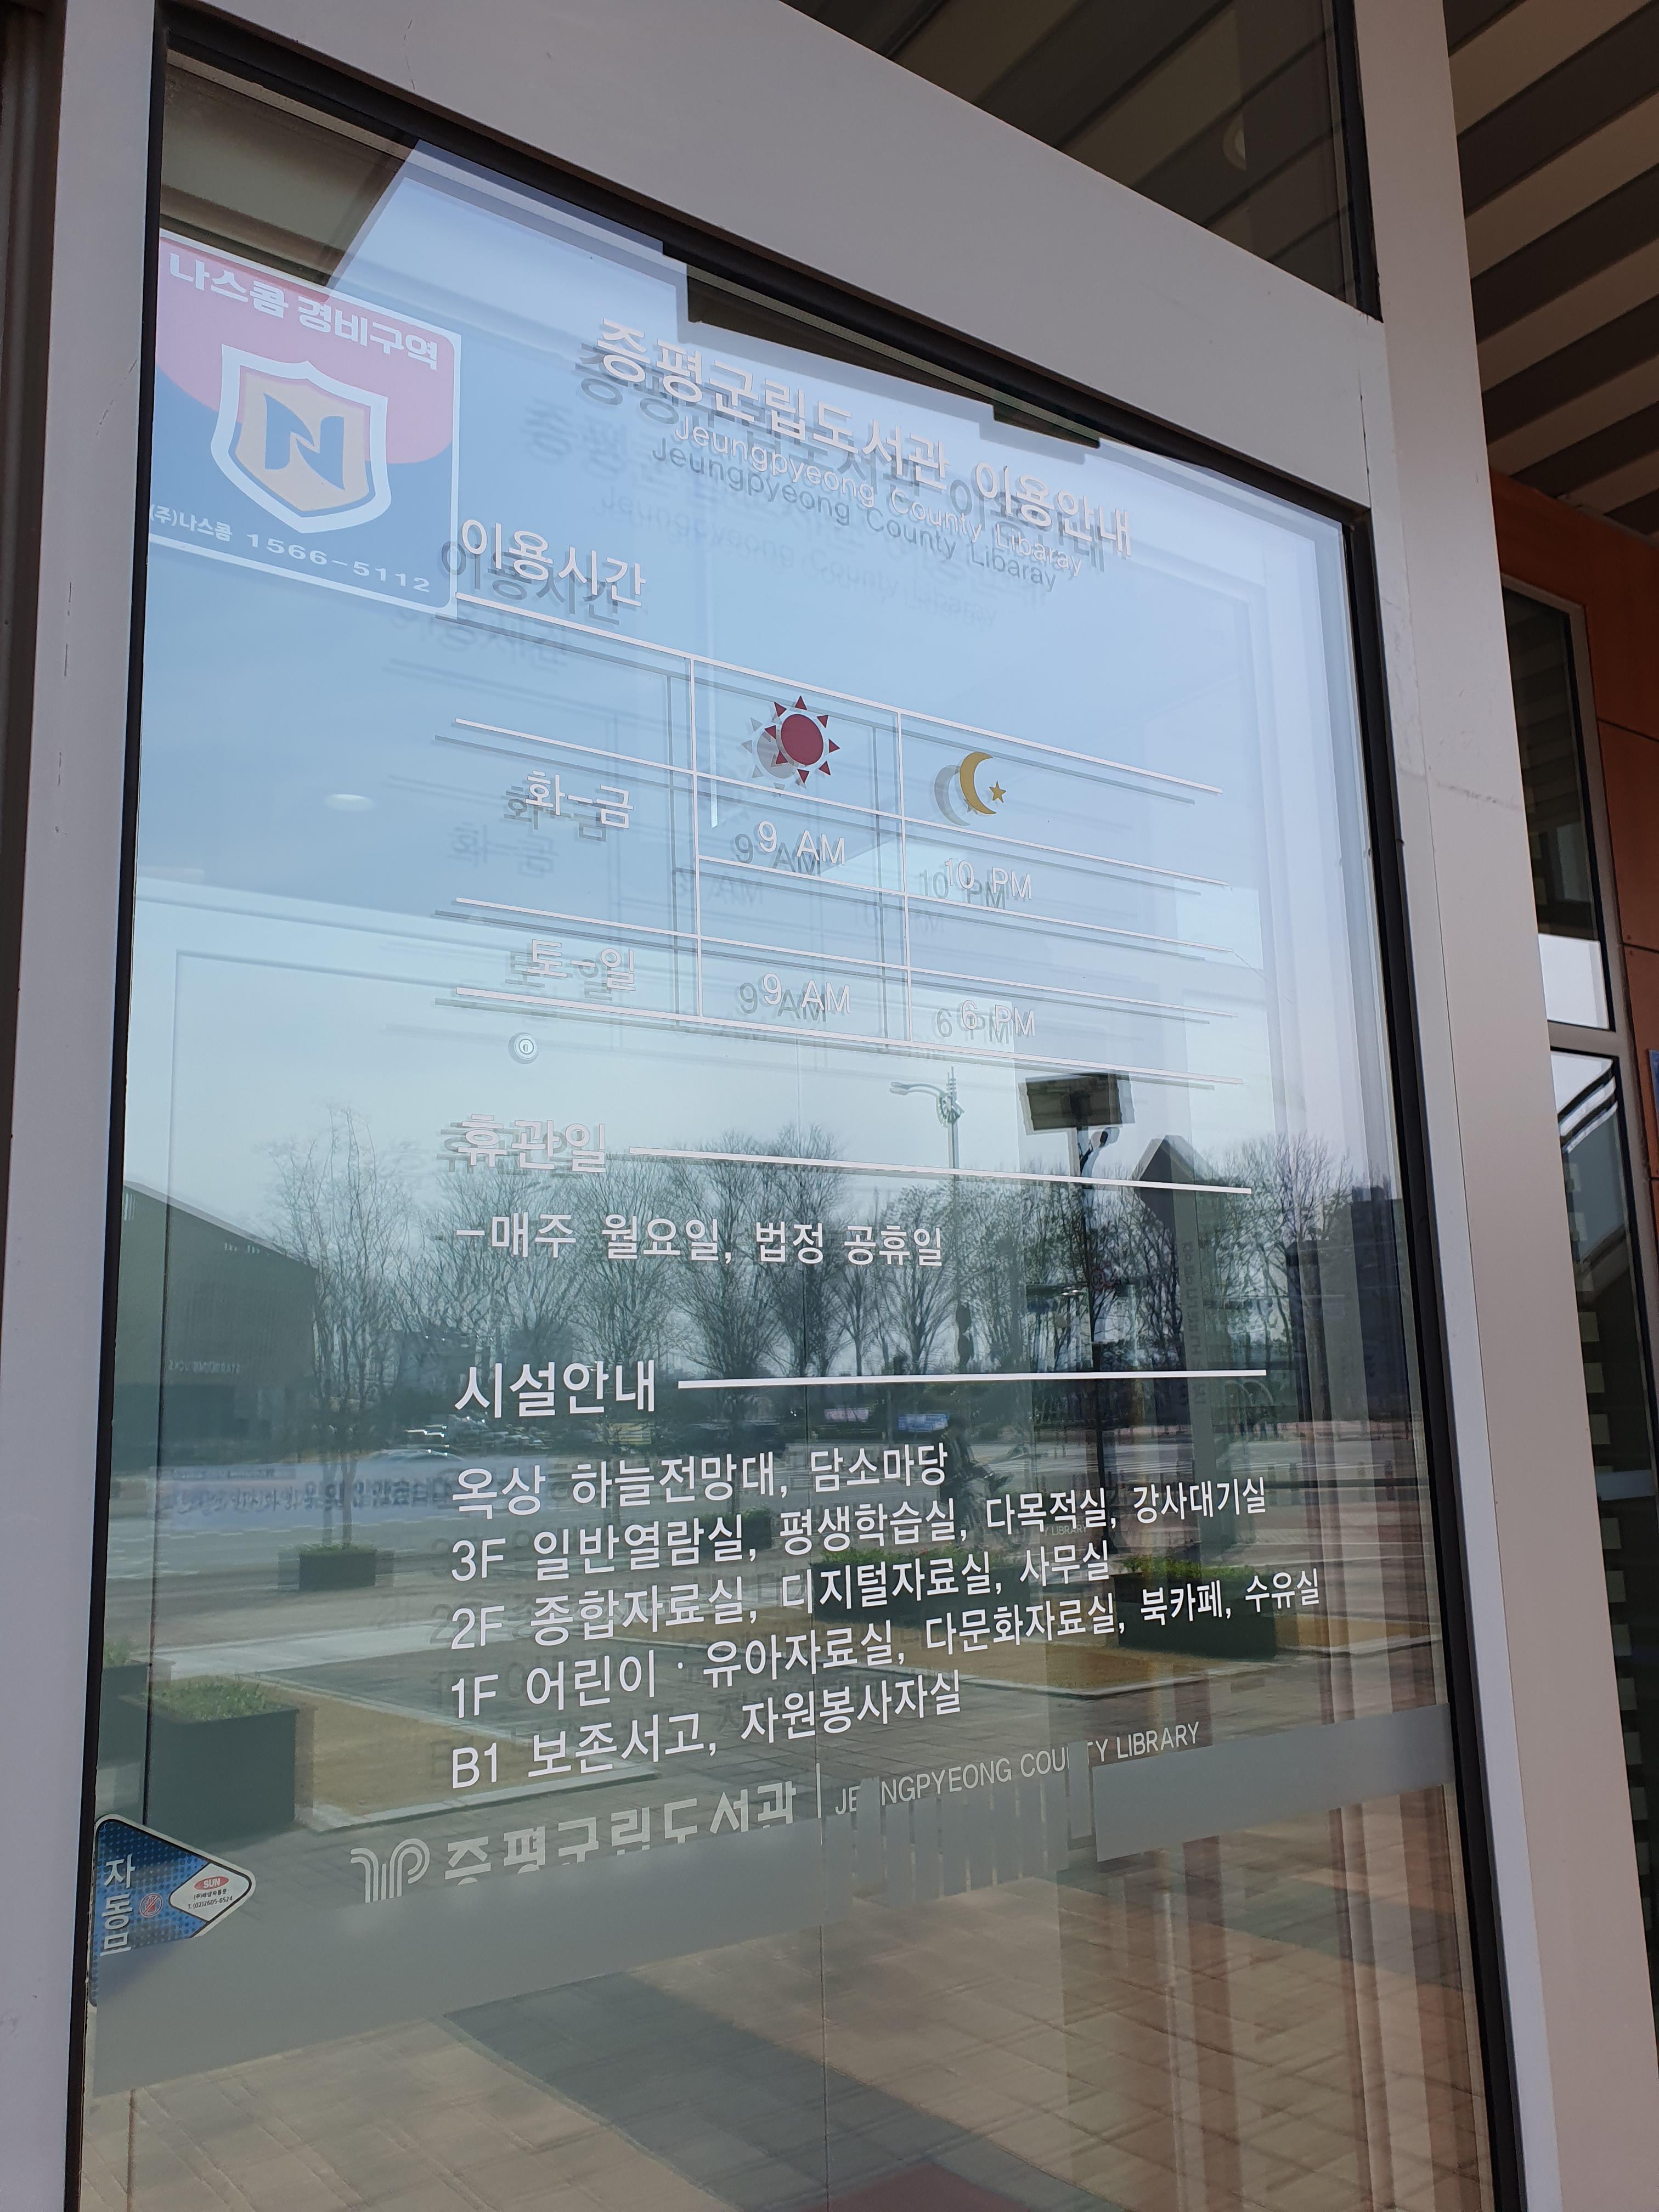 나스콤 경비구역
N
(주)나스콤 1566-5112
증평군립도서관 이용안내
Jeungpyeong County Libaray
이용시간
화-금 9 AM 10 PM
토-일 9 AM 6 PM
휴관일
-매주 월요일, 법정 공휴일
시설안내
옥상 하늘전망대, 담소마당
3F 일반열람실, 평생학습실, 다목적실, 강사대기실
2F 종합자료실, 디지털자료실, 사무실
1F 어린이·유아자료실, 다문화자료실, 북카페, 수유실
B1 보존서고, 자원봉사자실
증평군립도서관 JEUNGPYEONG COUNTY LIBRARY
자동문
SUN